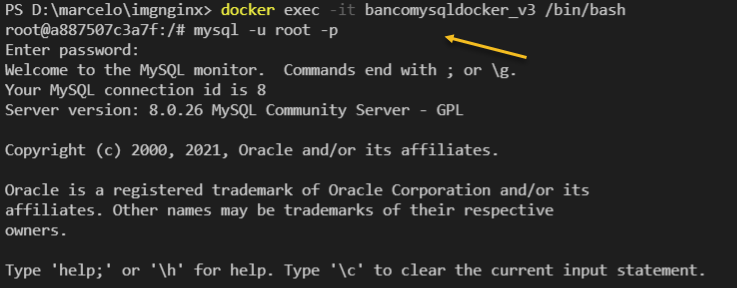 PS D:\marcelo\imgnginx> docker exec -it bancomysqldocker_v3 /bin/bash
root@a887507c3a7f:/# mysql -u root -p
Enter password:
Welcome to the MySQL monitor.  Commands end with ; or \g.
Your MySQL connection id is 8
Server version: 8.0.26 MySQL Community Server - GPL
Copyright (c) 2000, 2021, Oracle and/or its affiliates.
Oracle is a registered trademark of Oracle Corporation and/or its
affiliates. Other names may be trademarks of their respective
owners.
Type 'help;' or '\h' for help. Type '\c' to clear the current input statement.